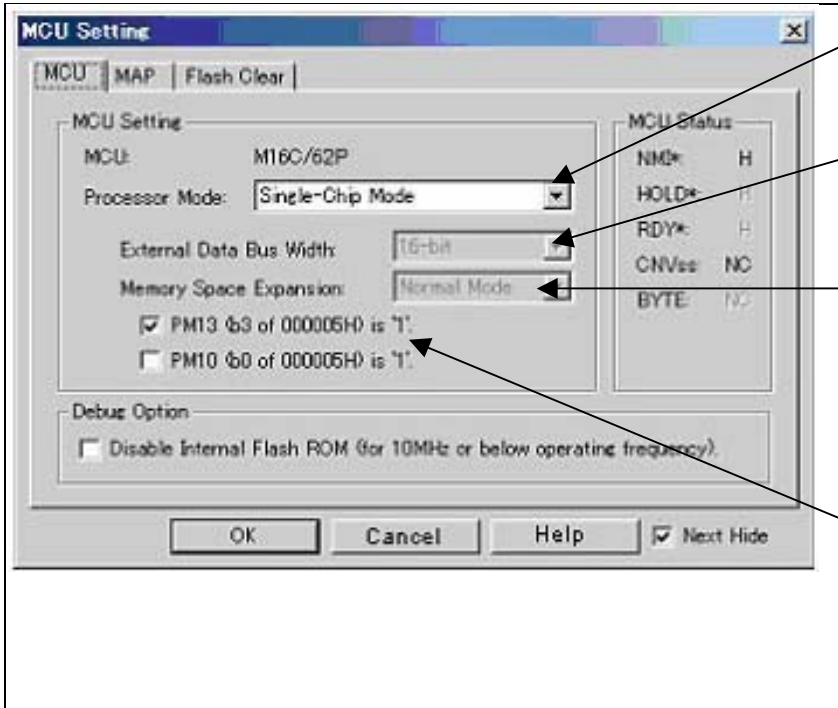 MCU Setting
MCU MAP Flash Clear
MCU Setting
MCU: M16C/62P
Processor Mode: Single-Chip Mode
External Data Bus Width: 16-bit
Memory Space Expansion: Normal Mode
PM13 (b3 of 000005H) is "1".
PM10 (b0 of 000005H) is "1".
MCU Status
NMI*: H
HOLD*: H
RDY*: H
CNVss: NC
BYTE: NC
Debug Option
Disable Internal Flash ROM (for 10MHz or below operating frequency).
OK Cancel Help Next Hide